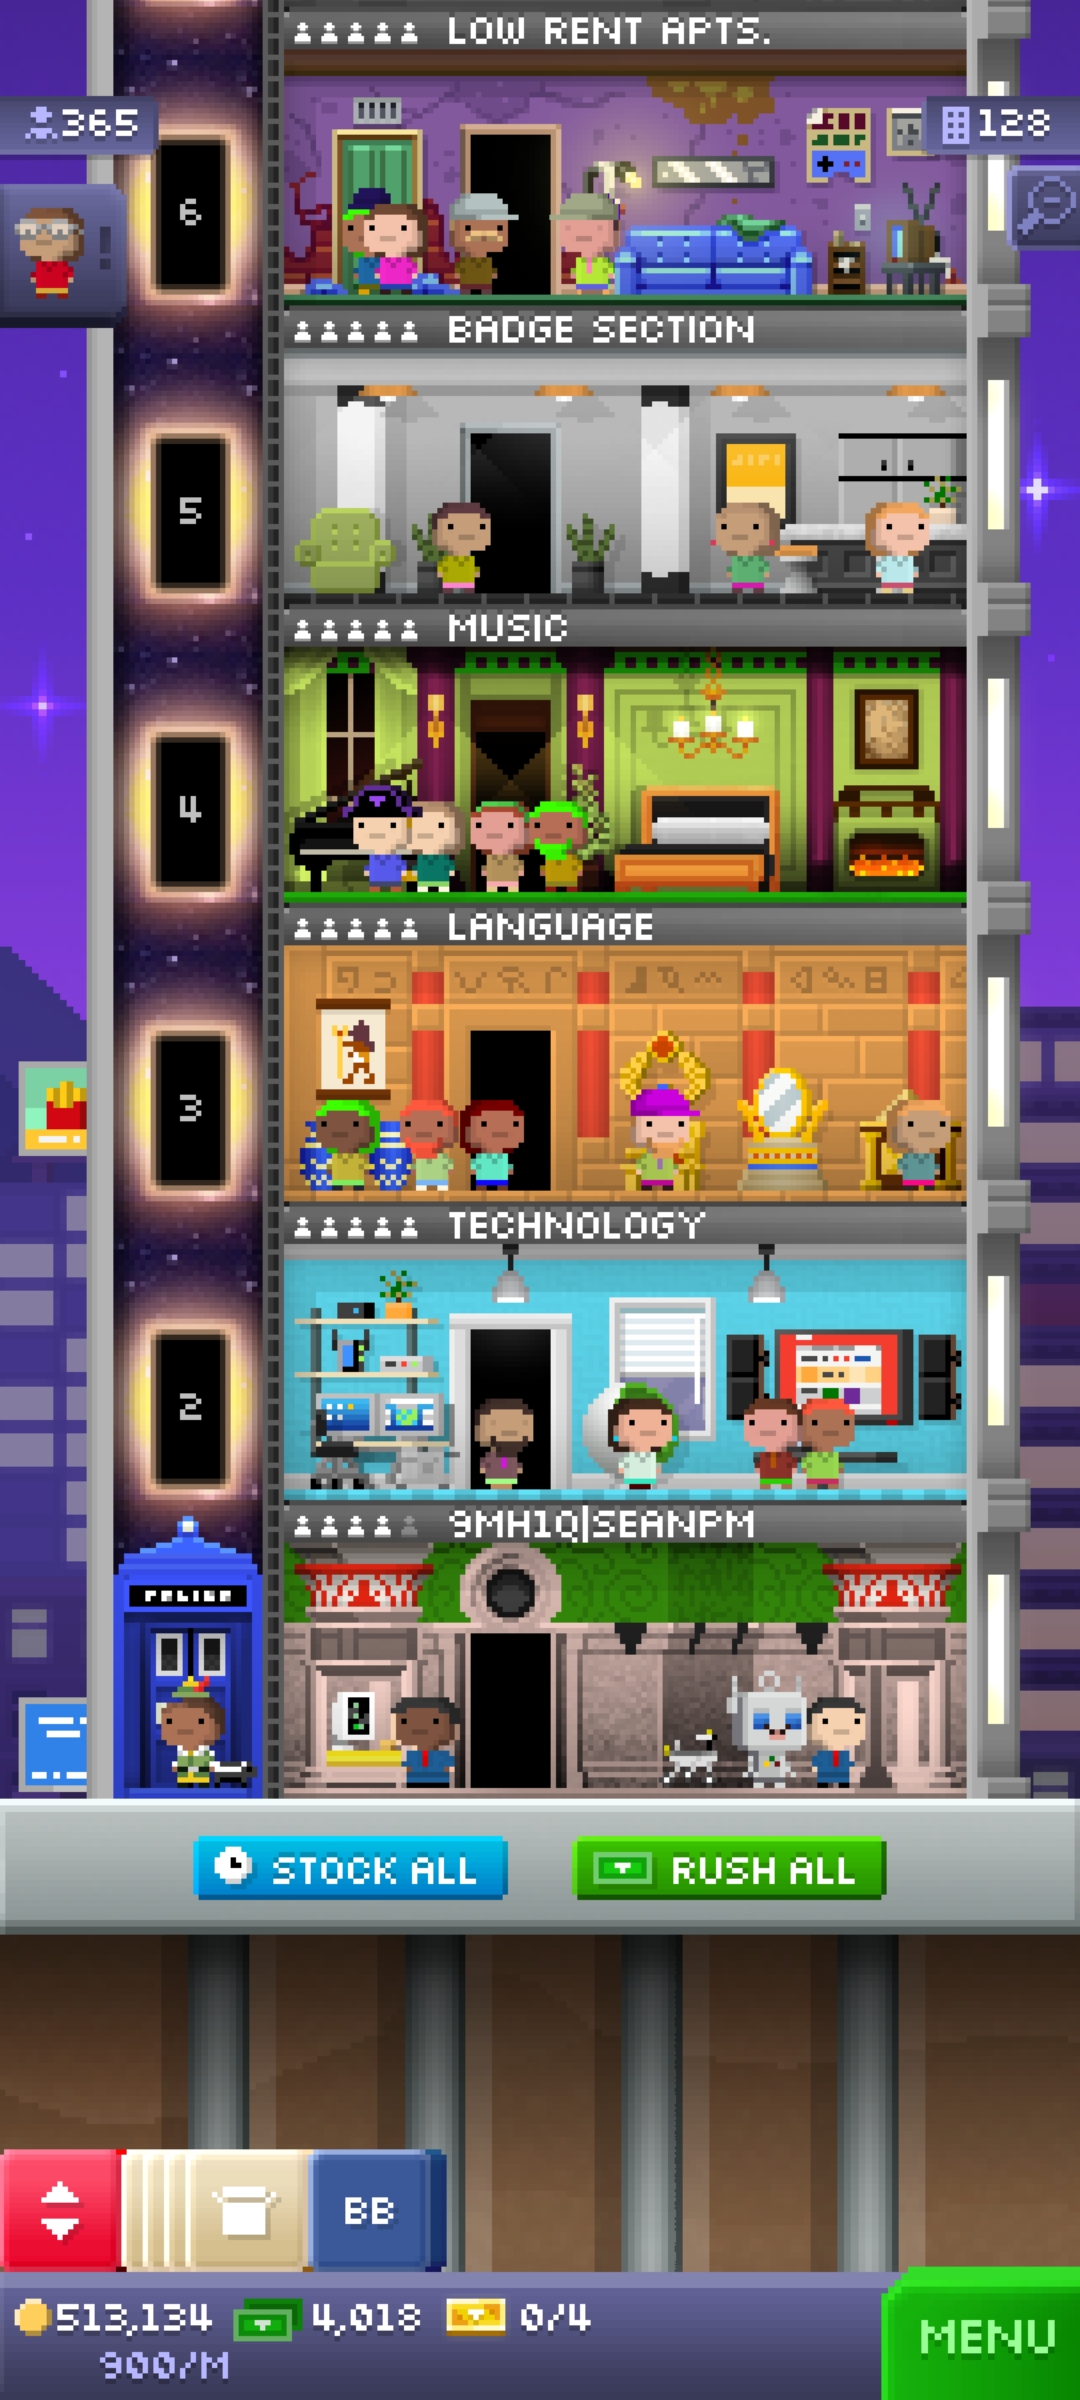 LOW RENT APTS.
365
128
6
BADGE SECTION
5
MUSIC
4
LANGUAGE
3
TECHNOLOGY
2
9MH1Q|SEANPM
POLICE
STOCK ALL
RUSH ALL
BB
513,134
4,018
0/4
900/M
MENU